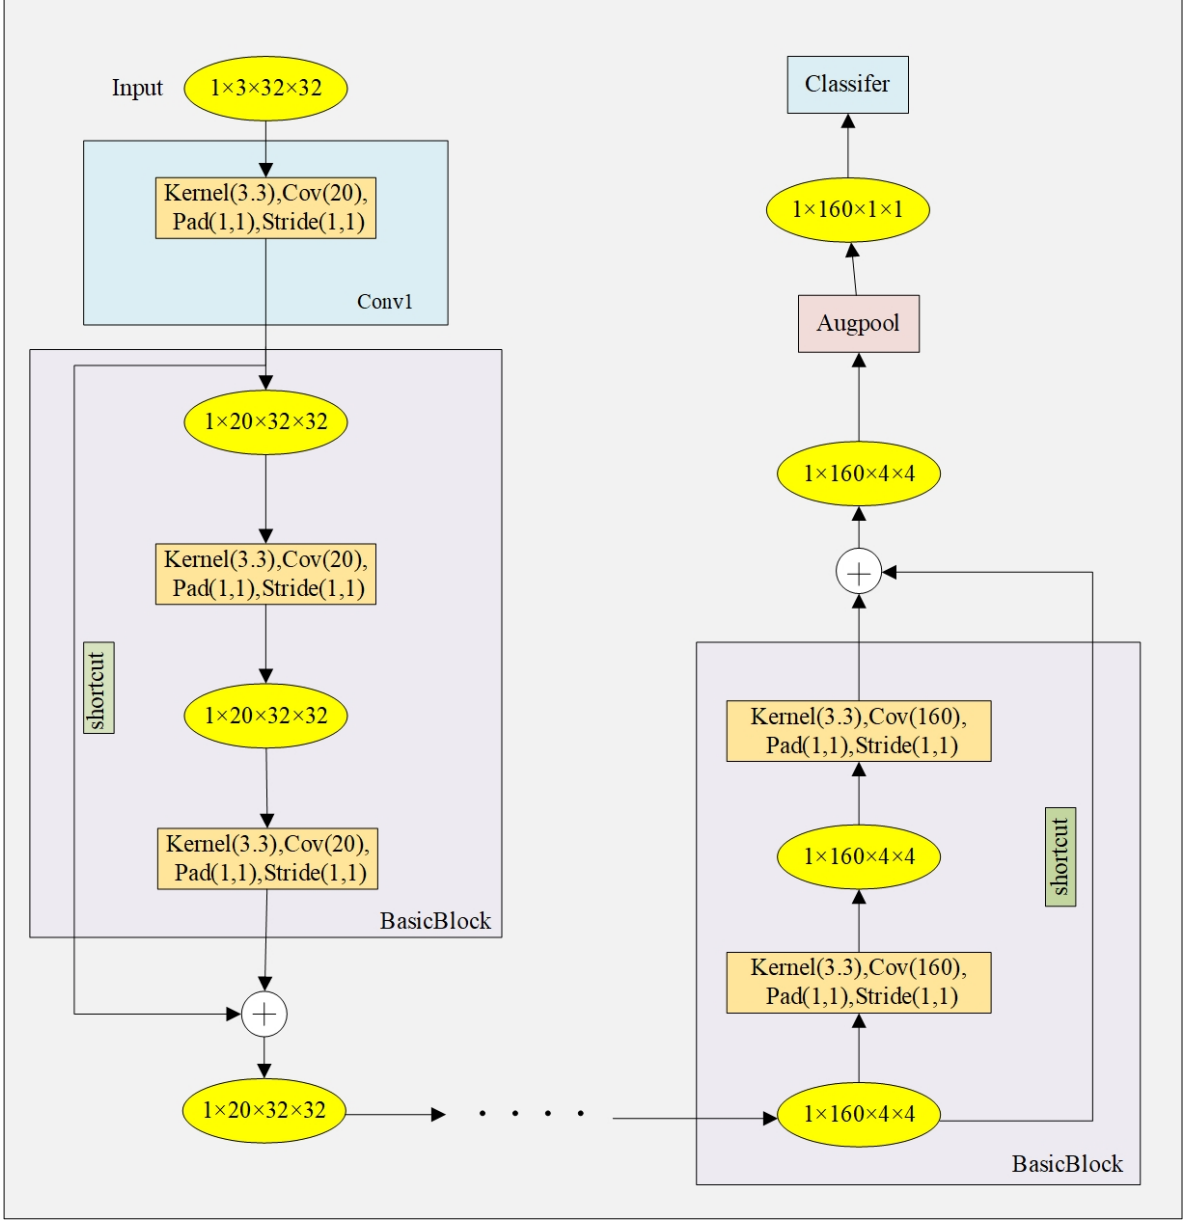 Input
1×3×32×32
Kernel(3.3),Cov(20),
Pad(1,1),Stride(1,1)
Conv1
1×20×32×32
Kernel(3.3),Cov(20),
Pad(1,1),Stride(1,1)
shortcut
1×20×32×32
Kernel(3.3),Cov(20),
Pad(1,1),Stride(1,1)
BasicBlock
1×20×32×32
. . . .
Classifer
1×160×1×1
Augpool
1×160×4×4
Kernel(3.3),Cov(160),
Pad(1,1),Stride(1,1)
1×160×4×4
shortcut
Kernel(3.3),Cov(160),
Pad(1,1),Stride(1,1)
1×160×4×4
BasicBlock